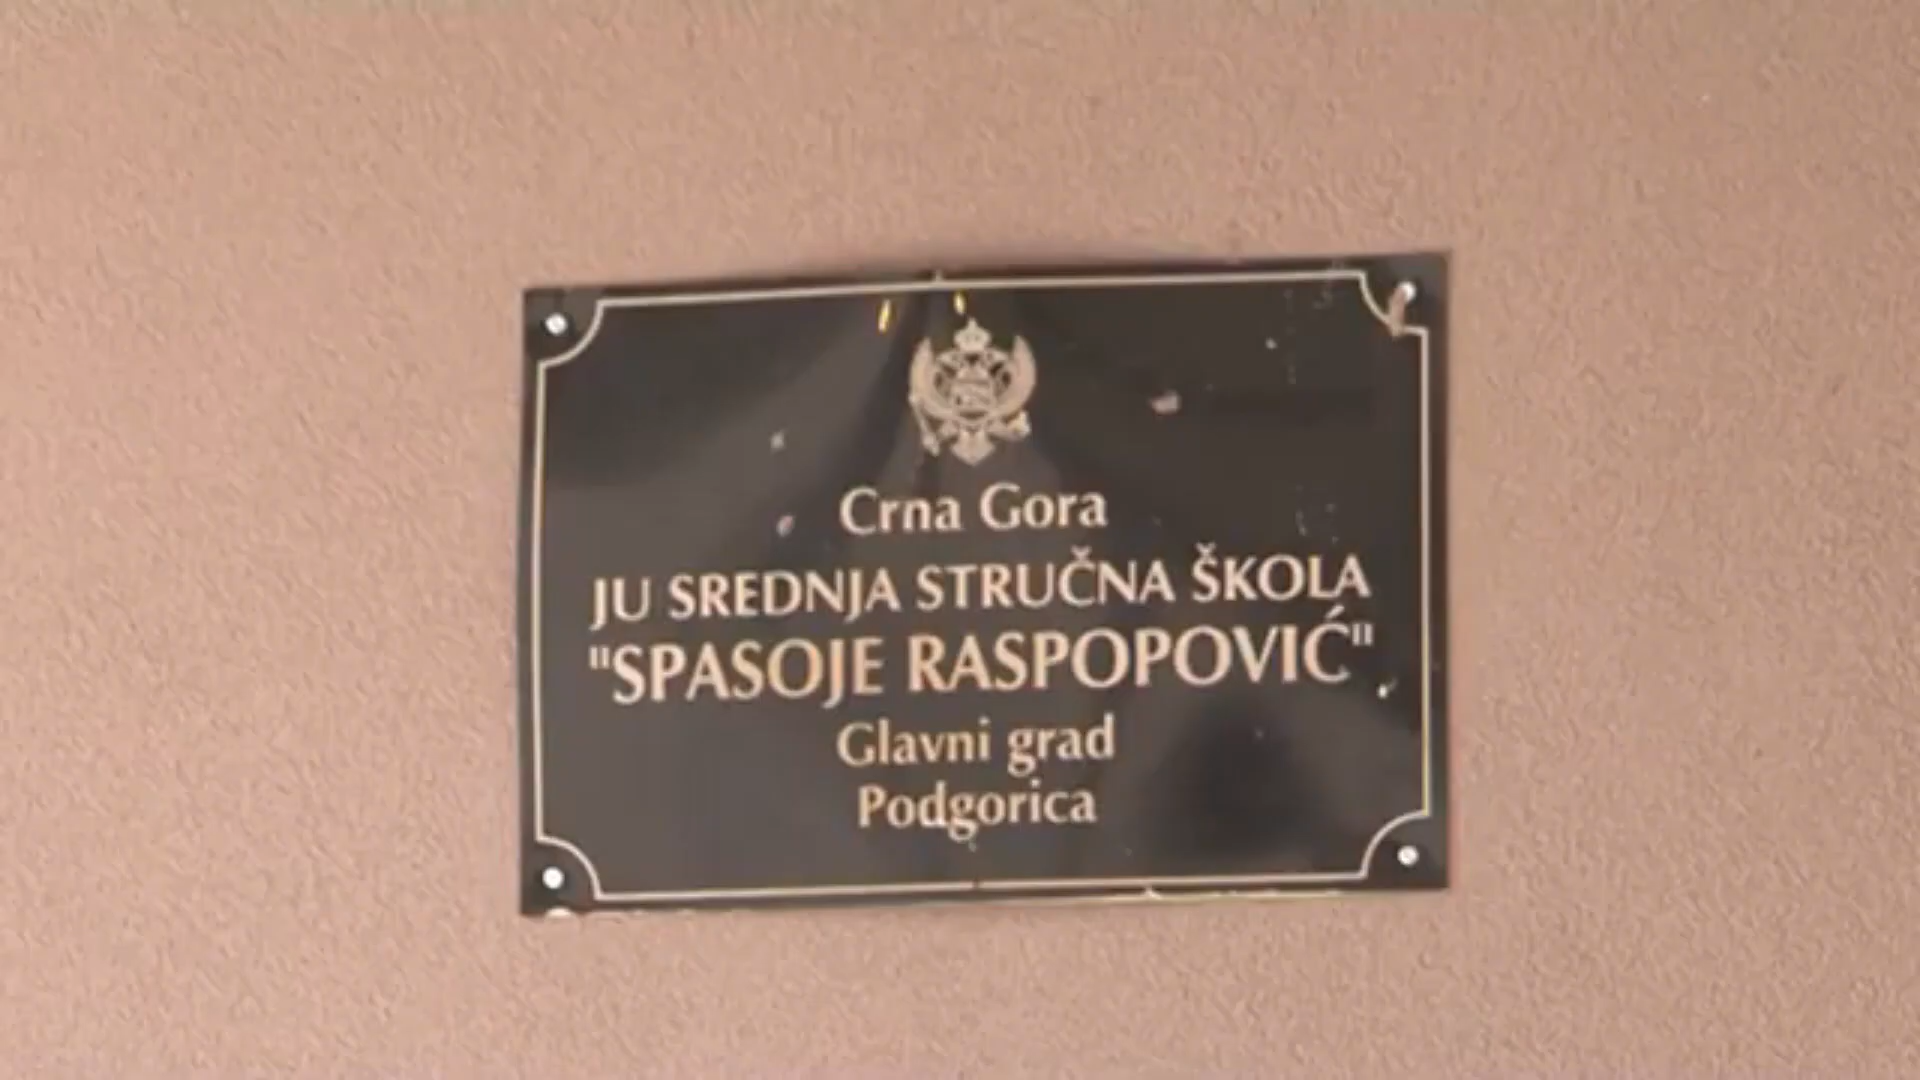 Crna Gora
JU SREDNJA STRUČNA ŠKOLA
"SPASOJE RASPOPOVIĆ"
Glavni grad
Podgorica